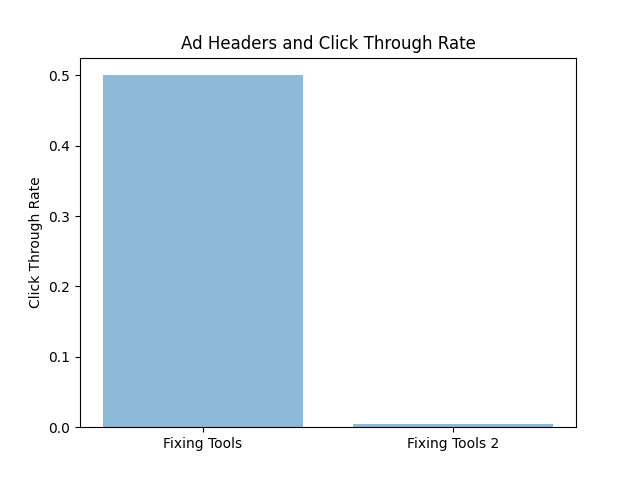 Ad Headers and Click Through Rate
Click Through Rate
0.5
0.4
0.3
0.2
0.1
0.0
Fixing Tools
Fixing Tools 2